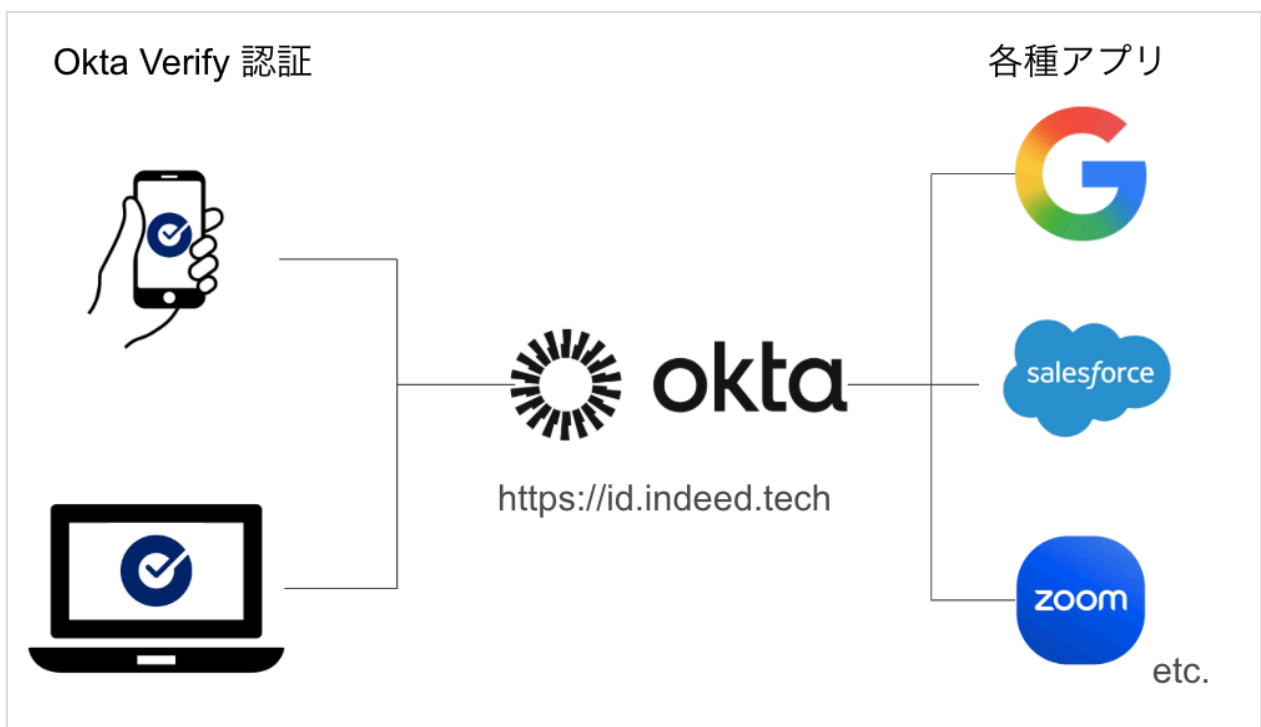 Okta Verify 認証
各種アプリ
okta
https://id.indeed.tech
salesforce
zoom
etc.